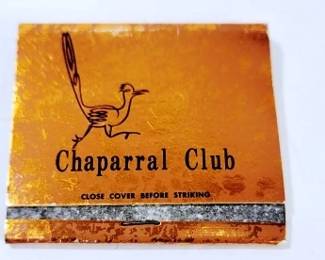 Chaparral Club
CLOSE COVER BEFORE STRIKING